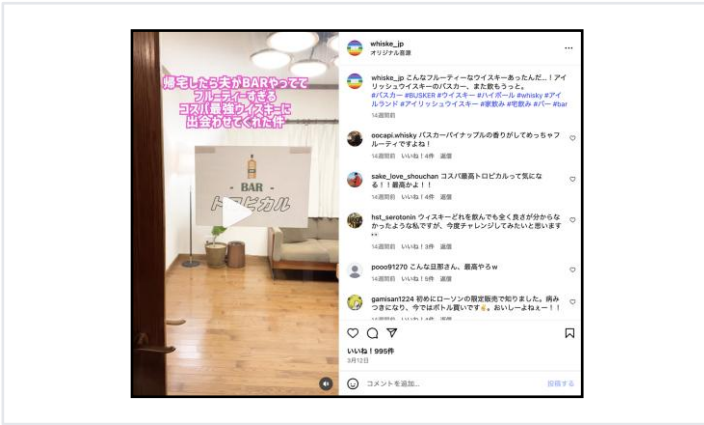 帰宅したら夫がBARやってて
フルーティーすぎる
コスパ最強ウイスキーに
出会わせてくれた件
- BAR -
トロピカル
whiske_jp
オリジナル音源
whiske_jp こんなフルーティーなウイスキーあったんだ…！アイ
リッシュウイスキーのバスカー、また飲もうっと。
#バスカー #BUSKER #ウイスキー #ハイボール #whisky #アイ
ルランド #アイリッシュウイスキー #家飲み #宅飲み #バー #bar
14週間前
oocapi.whisky バスカーパイナップルの香りがしてめっちゃフ
ルーティですよね！
14週間前 いいね！4件 返信
sake_love_shouchan コスパ最高トロピカルって気にな
る！！最高かよ！！
14週間前 いいね！4件 返信
hst_serotonin ウィスキーどれを飲んでも全く良さが分からな
かったような私ですが、今度チャレンジしてみたいと思います
14週間前 いいね！3件 返信
pooo91270 こんな旦那さん、最高やろw
14週間前 いいね！5件 返信
gamisan1224 初めにローソンの限定販売で知りました。病み
つきになり、今ではボトル買いです。おいしーよねぇー！！
14週間前 いいね！4件 返信
いいね！995件
3月12日
コメントを追加...
投稿する